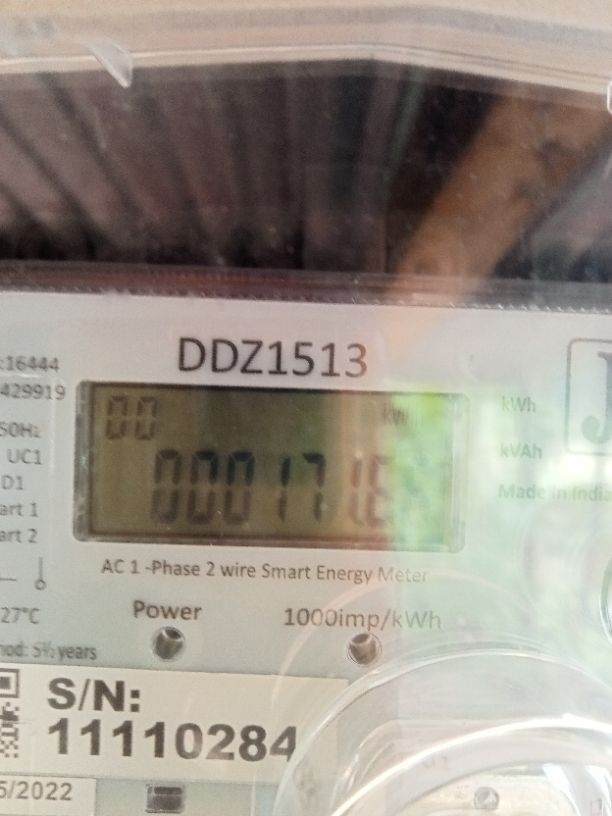 DDZ1513
:16444
429919
00 kWh
kWh
50Hz
UC1
kVAh
D1
Made in India
art 1
art 2
AC 1 -Phase 2 wire Smart Energy Meter
27°C
Power
1000imp/kWh
years
S/N:
11110284
5/2022